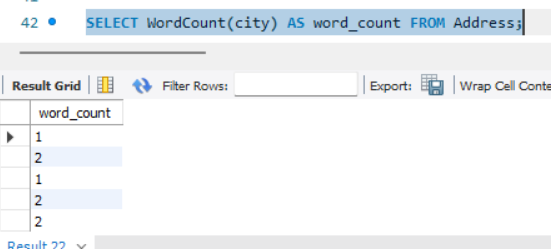 42 SELECT WordCount(city) AS word_count FROM Address;
Result Grid Filter Rows: Export: Wrap Cell Conte
word_count
1
2
1
2
2
Result 22